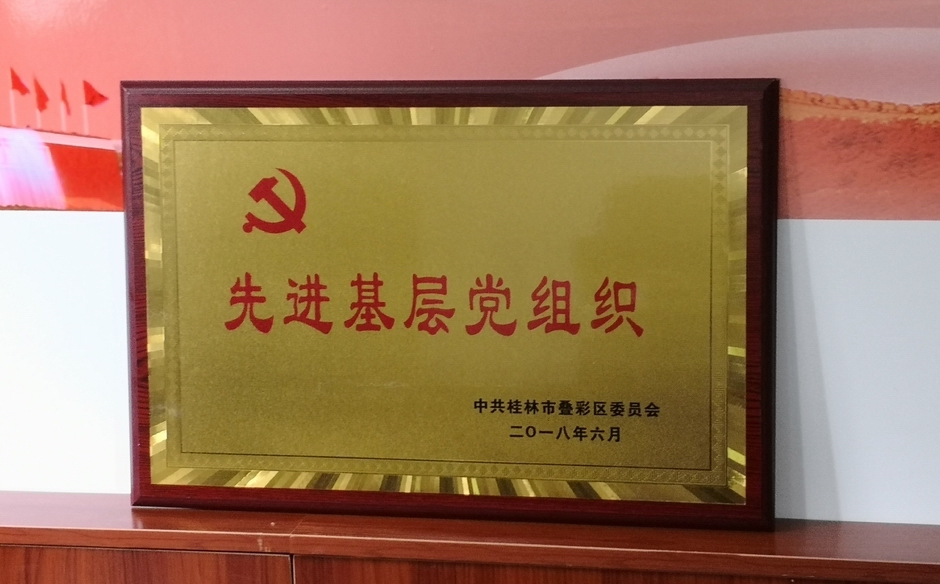 先进基层党组织
中共桂林市叠彩区委员会
二〇一八年六月